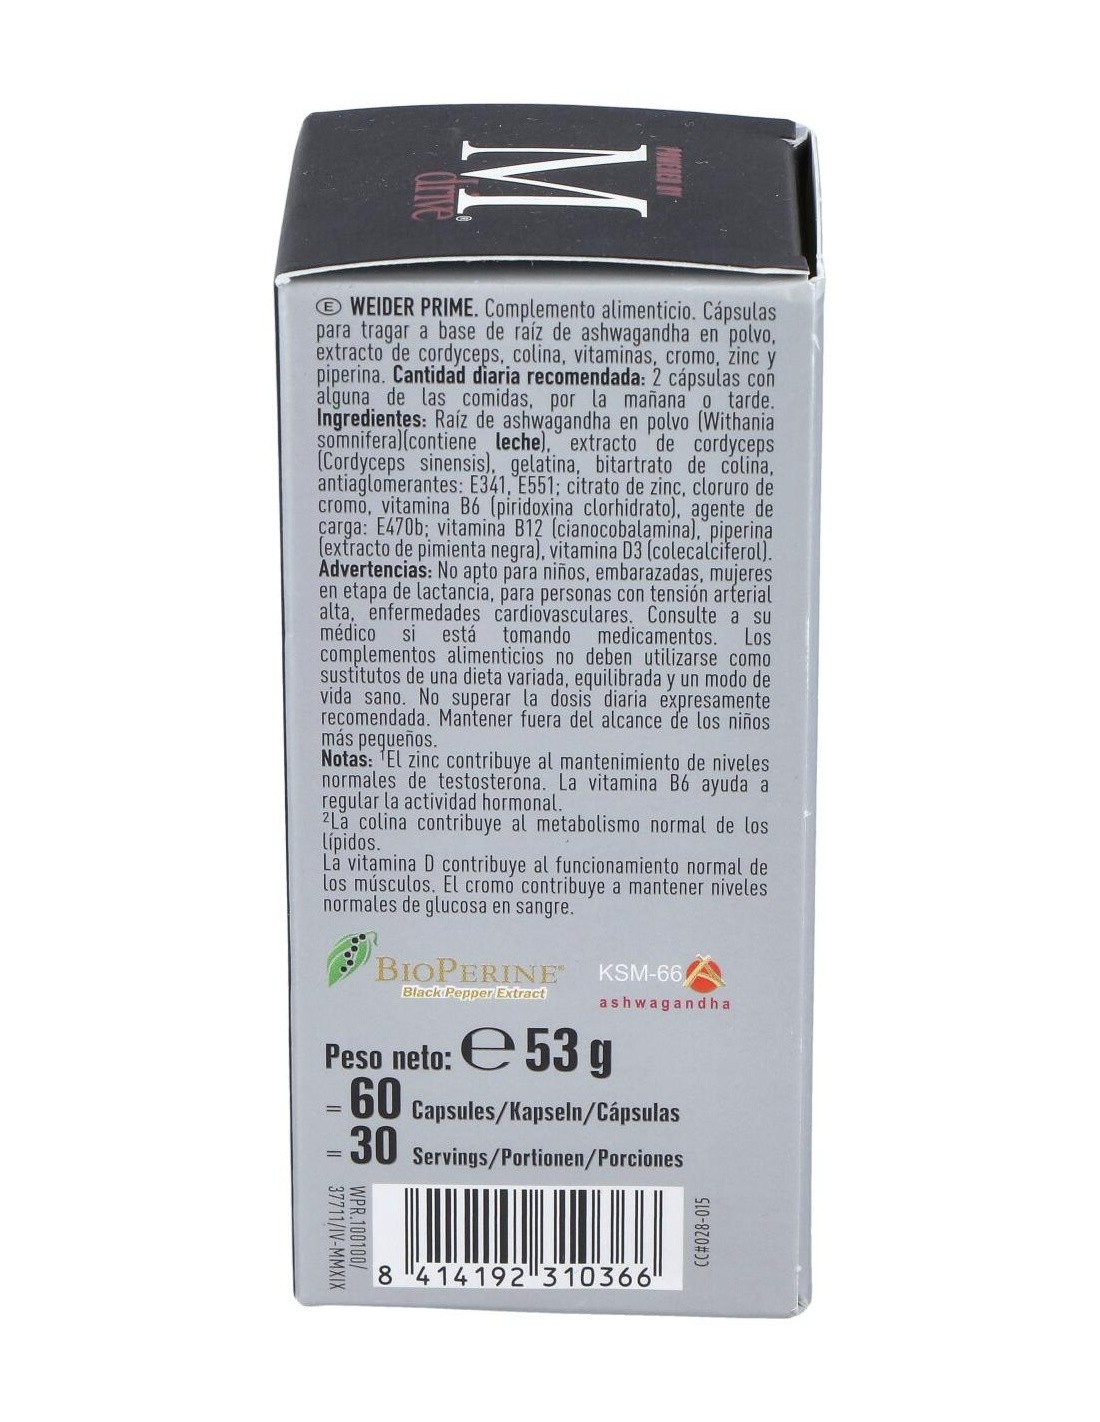 POWERED BY
M
drive®
Ⓔ WEIDER PRIME. Complemento alimenticio. Cápsulas
para tragar a base de raíz de ashwagandha en polvo,
extracto de cordyceps, colina, vitaminas, cromo, zinc y
piperina. Cantidad diaria recomendada: 2 cápsulas con
alguna de las comidas, por la mañana o tarde.
Ingredientes: Raíz de ashwagandha en polvo (Withania
somnifera)(contiene leche), extracto de cordyceps
(Cordyceps sinensis), gelatina, bitartrato de colina,
antiaglomerantes: E341, E551; citrato de zinc, cloruro de
cromo, vitamina B6 (piridoxina clorhidrato), agente de
carga: E470b; vitamina B12 (cianocobalamina), piperina
(extracto de pimienta negra), vitamina D3 (colecalciferol).
Advertencias: No apto para niños, embarazadas, mujeres
en etapa de lactancia, para personas con tensión arterial
alta, enfermedades cardiovasculares. Consulte a su
médico si está tomando medicamentos. Los
complementos alimenticios no deben utilizarse como
sustitutos de una dieta variada, equilibrada y un modo de
vida sano. No superar la dosis diaria expresamente
recomendada. Mantener fuera del alcance de los niños
más pequeños.
Notas: ¹El zinc contribuye al mantenimiento de niveles
normales de testosterona. La vitamina B6 ayuda a
regular la actividad hormonal.
²La colina contribuye al metabolismo normal de los
lípidos.
La vitamina D contribuye al funcionamiento normal de
los músculos. El cromo contribuye a mantener niveles
normales de glucosa en sangre.
BIOPERINE®
Black Pepper Extract
KSM-66
ashwagandha
Peso neto: ℮ 53 g
= 60 Capsules/Kapseln/Cápsulas
= 30 Servings/Portionen/Porciones
WPR.100100/
37711/IV-MMXIX
8 414192 310366
CC#028-015